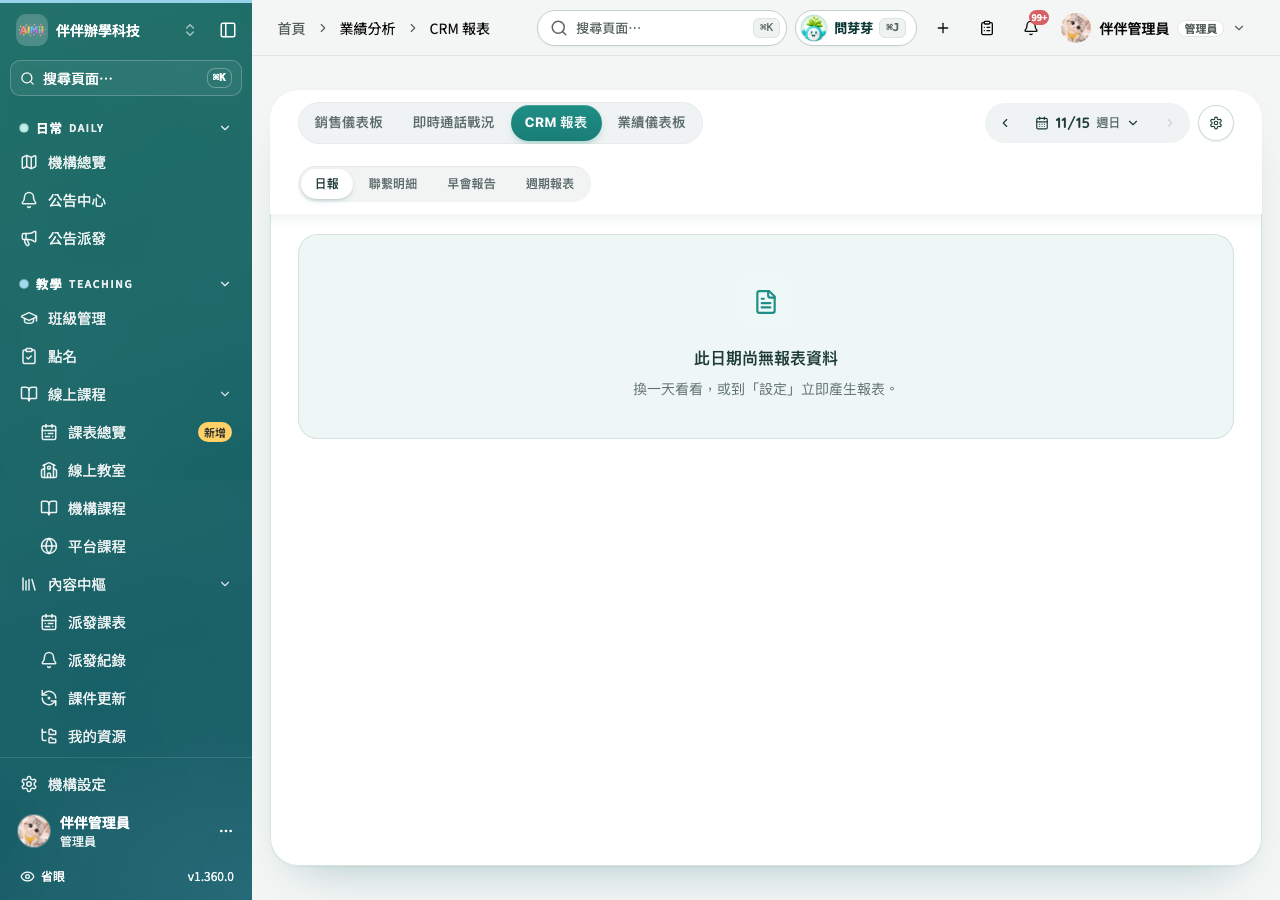 伴伴辦學科技
搜尋頁面…
⌘K
日常 DAILY
機構總覽
公告中心
公告派發
教學 TEACHING
班級管理
點名
線上課程
課表總覽
新增
線上教室
機構課程
平台課程
內容中樞
派發課表
派發紀錄
課件更新
我的資源
機構設定
伴伴管理員
管理員
省眼
v1.360.0
首頁
業績分析
CRM 報表
搜尋頁面…
⌘K
問芽芽
⌘J
99+
伴伴管理員
管理員
銷售儀表板
即時通話戰況
CRM 報表
業績儀表板
11/15 週日
日報
聯繫明細
早會報告
週期報表
此日期尚無報表資料
換一天看看，或到「設定」立即產生報表。